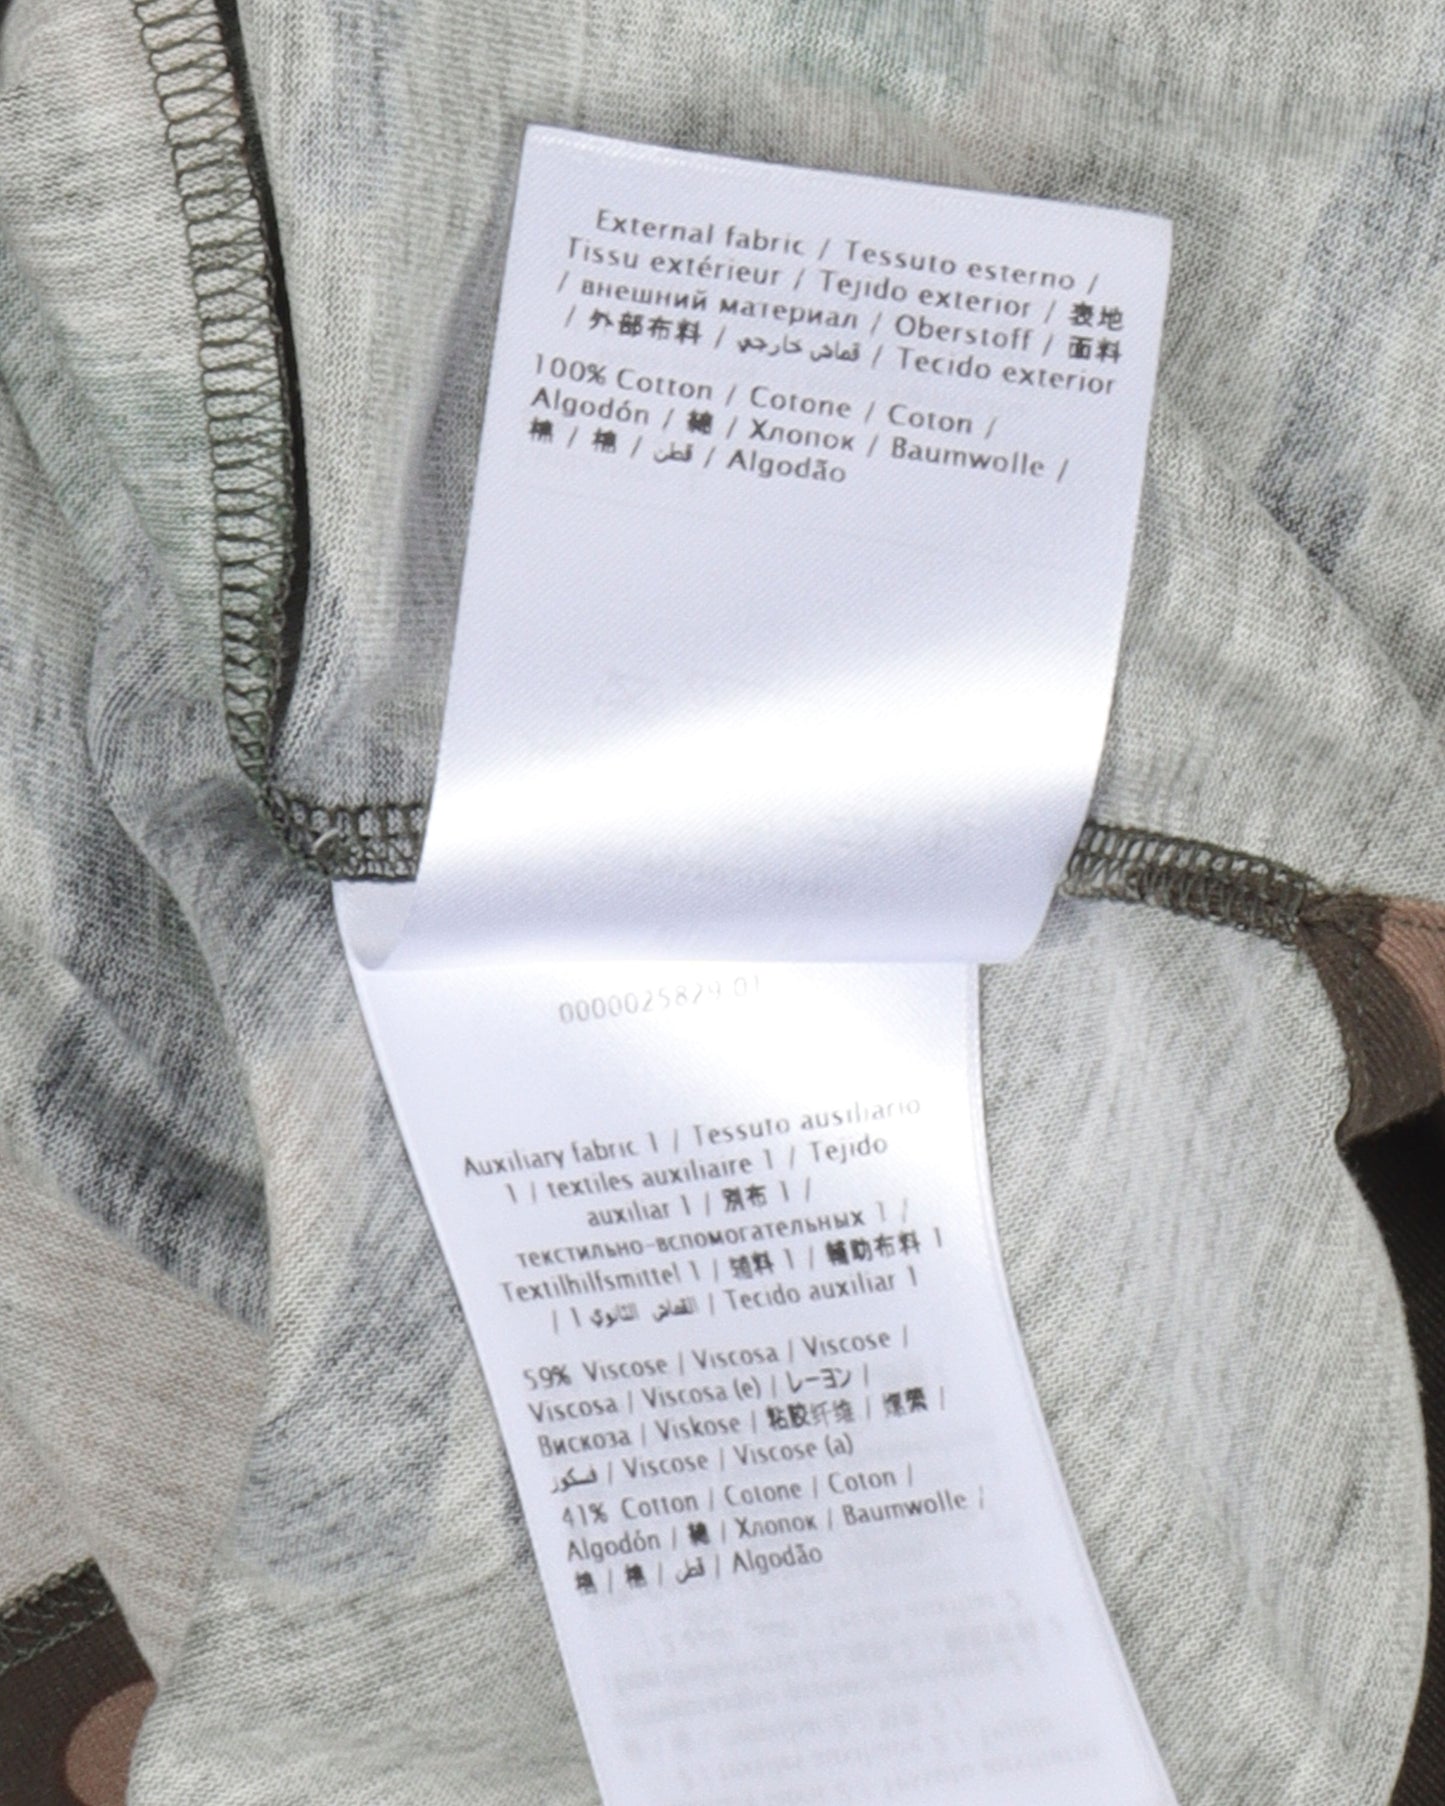 External fabric / Tessuto esterno /
Tissu extérieur / Tejido exterior / 表地
/ внешний материал / Oberstoff / 面料
/ 外部布料 / قماش خارجي / Tecido exterior
100% Cotton / Cotone / Coton /
Algodón / 綿 / Хлопок / Baumwolle /
棉 / 棉 / قطن / Algodão
0000025829 01
Auxiliary fabric 1 / Tessuto ausiliario
1 / textiles auxiliaire 1 / Tejido
auxiliar 1 / 別布 1 /
текстильно-вспомогательных 1 /
Textilhilfsmittel 1 / 辅料 1 / 輔助布料 1
/ القماش الثانوي 1 / Tecido auxiliar 1
59% Viscose / Viscosa / Viscose /
Viscosa / Viscosa (e) / レーヨン /
Вискоза / Viskose / 粘胶纤维 / 嫘縈 /
فسكوز / Viscose / Viscose (a)
41% Cotton / Cotone / Coton /
Algodón / 綿 / Хлопок / Baumwolle /
棉 / 棉 / قطن / Algodão